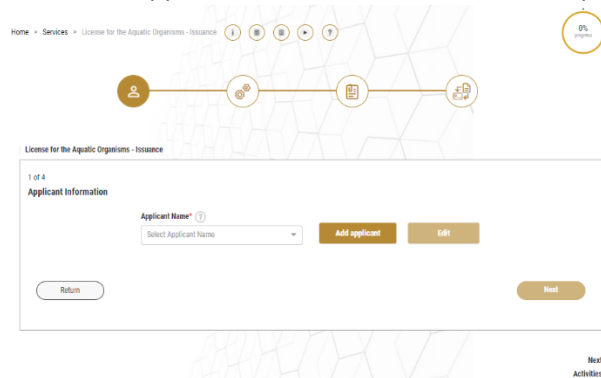 Home > Services > License for the Aquatic Organisms - Issuance
0%
progress
License for the Aquatic Organisms - Issuance
1 of 4
Applicant Information
Applicant Name* ?
Select Applicant Name
Add applicant
Edit
Return
Next
Next
Activities